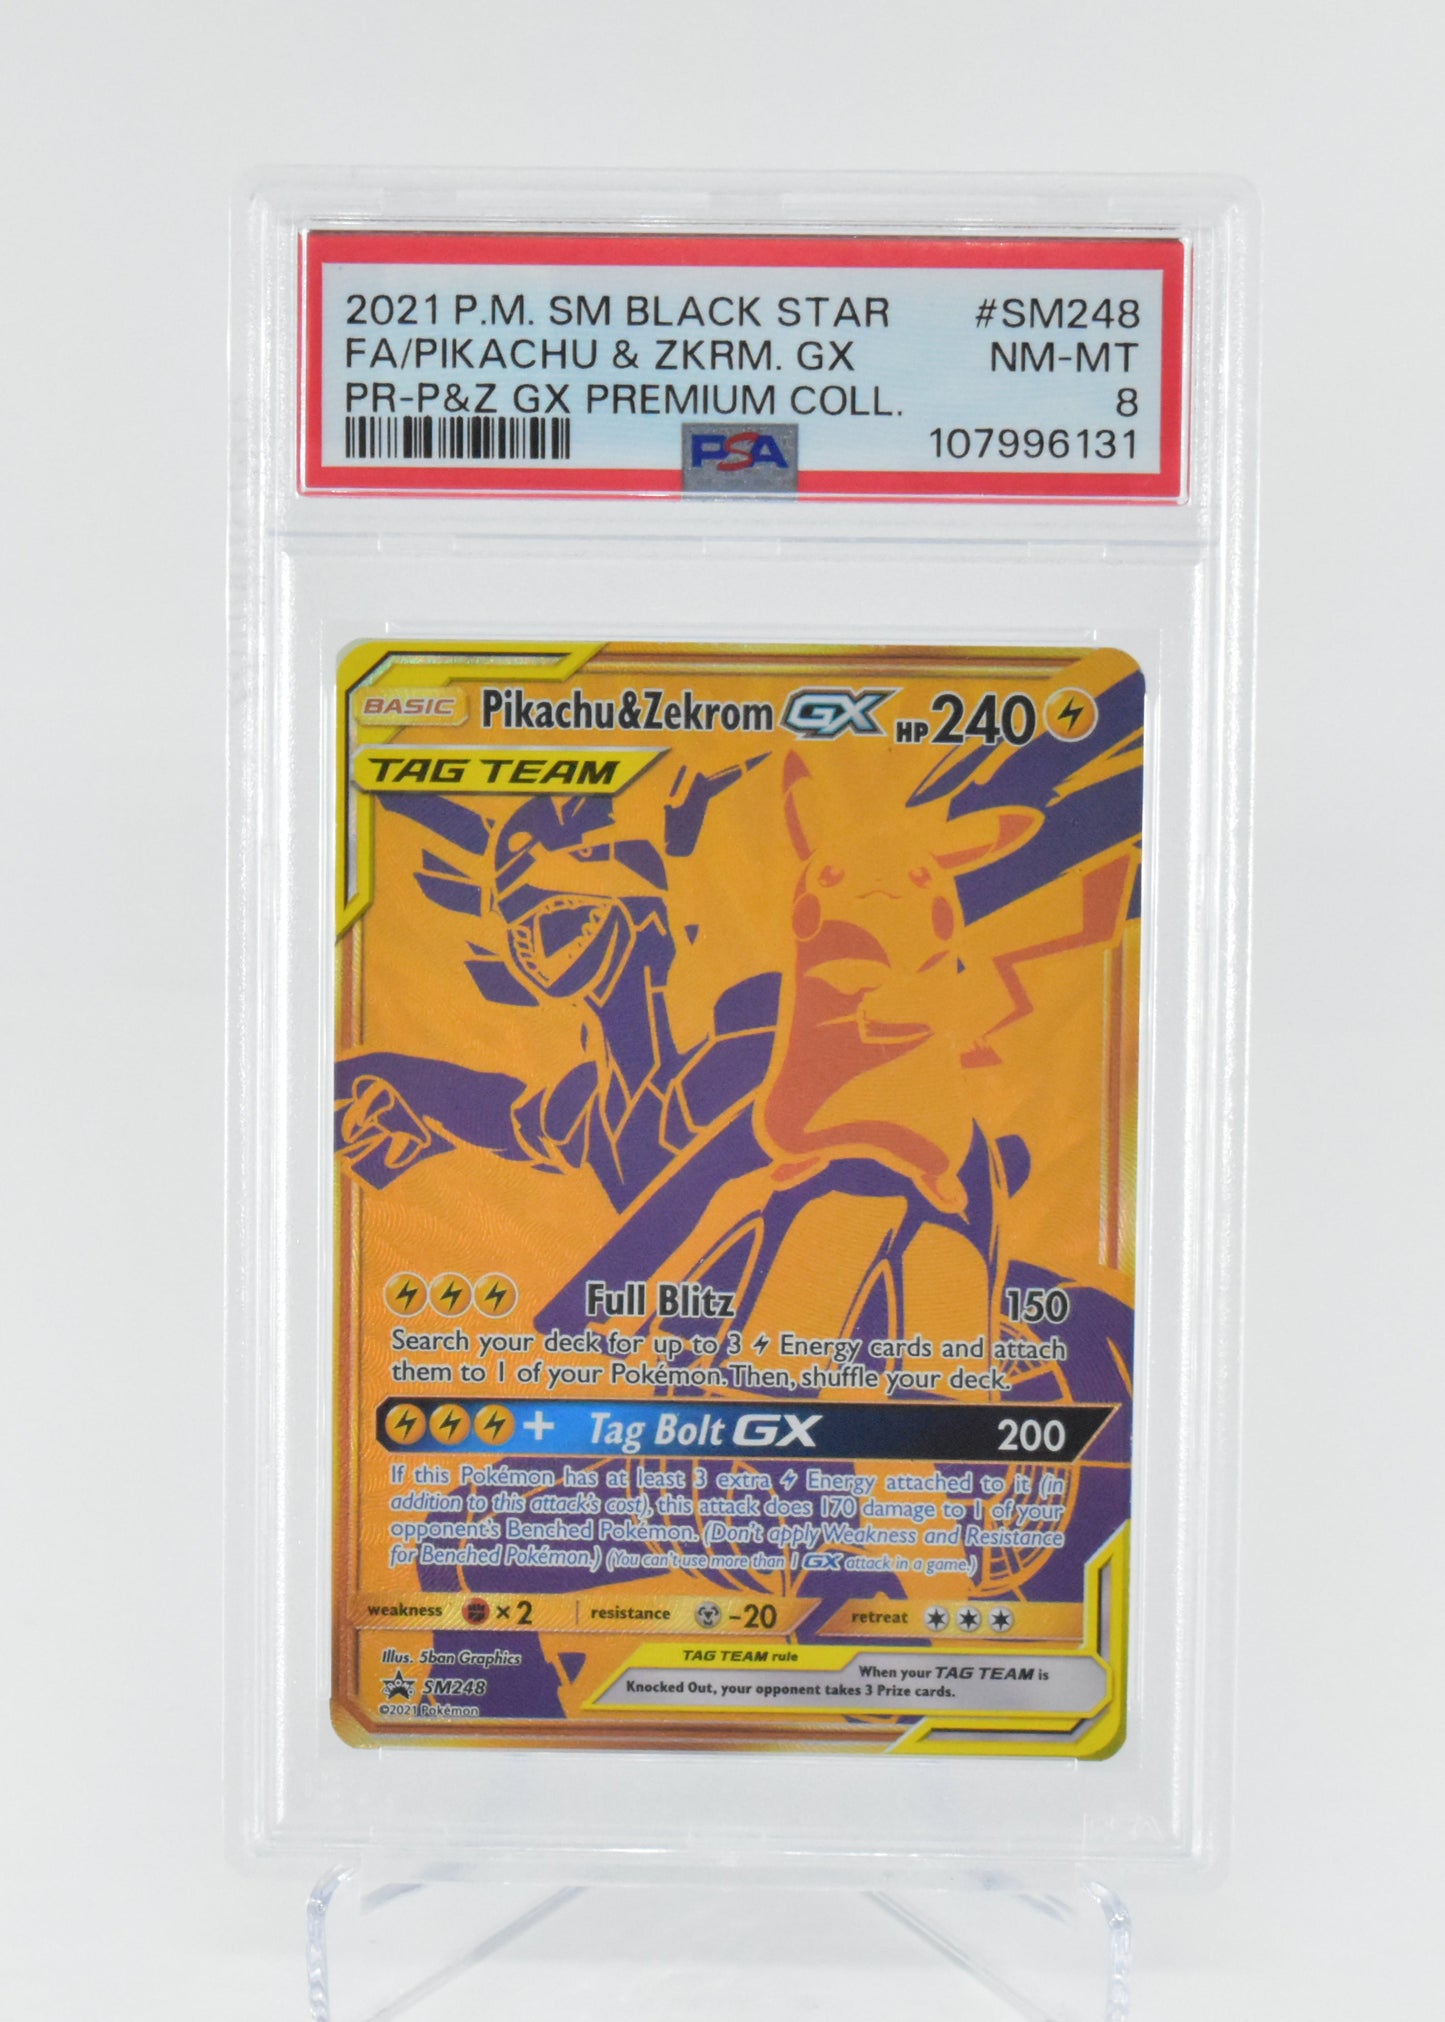 2021 P.M. SM BLACK STAR #SM248
FA/PIKACHU & ZKRM. GX NM-MT
PR-P&Z GX PREMIUM COLL. 8
PSA 107996131
BASIC Pikachu&Zekrom GX HP 240
TAG TEAM
Full Blitz 150
Search your deck for up to 3 Energy cards and attach
them to 1 of your Pokémon. Then, shuffle your deck.
+ Tag Bolt GX 200
If this Pokémon has at least 3 extra Energy attached to it (in
addition to this attack's cost), this attack does 170 damage to 1 of your
opponent's Benched Pokémon. (Don't apply Weakness and Resistance
for Benched Pokémon.) (You can't use more than 1 GX attack in a game.)
weakness ×2 resistance -20 retreat
Illus. 5ban Graphics
TAG TEAM rule
When your TAG TEAM is
Knocked Out, your opponent takes 3 Prize cards.
SM248
©2021 Pokémon